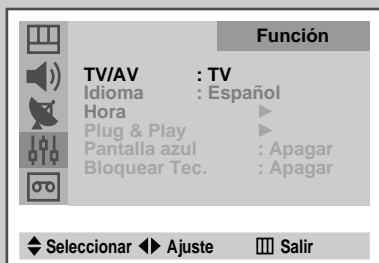 Función
TV/AV : TV
Idioma : Español
Hora ►
Plug & Play ►
Pantalla azul : Apagar
Bloquear Tec. : Apagar
Seleccionar Ajuste Salir